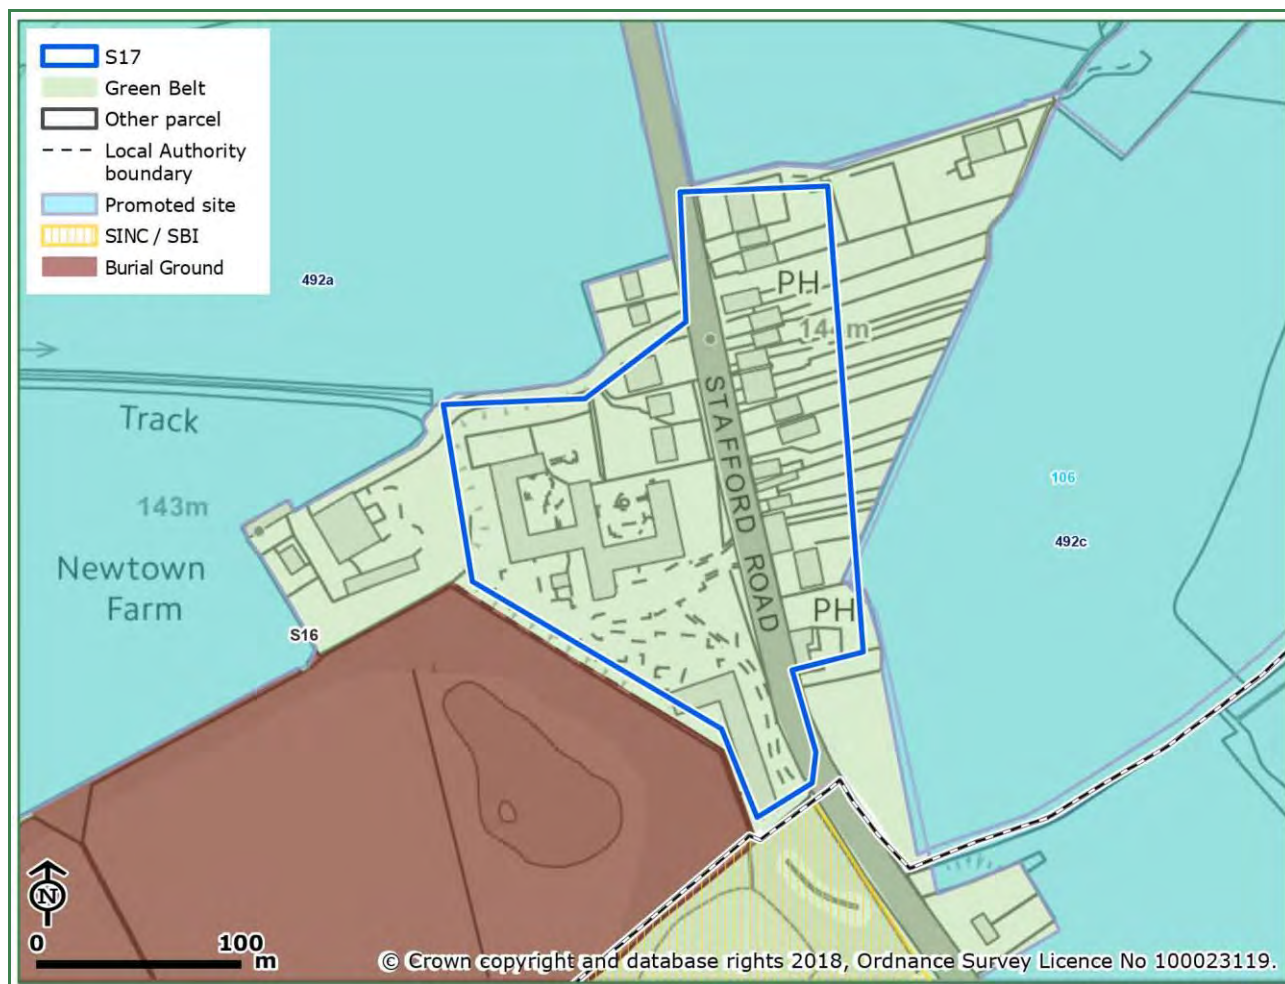 S17
Green Belt
Other parcel
Local Authority
boundary
Promoted site
SINC / SBI
Burial Ground
492a
PH
144m
Track
STAFFORD ROAD
143m
106
492c
Newtown
Farm
PH
S16
N
0 100
m
© Crown copyright and database rights 2018, Ordnance Survey Licence No 100023119.